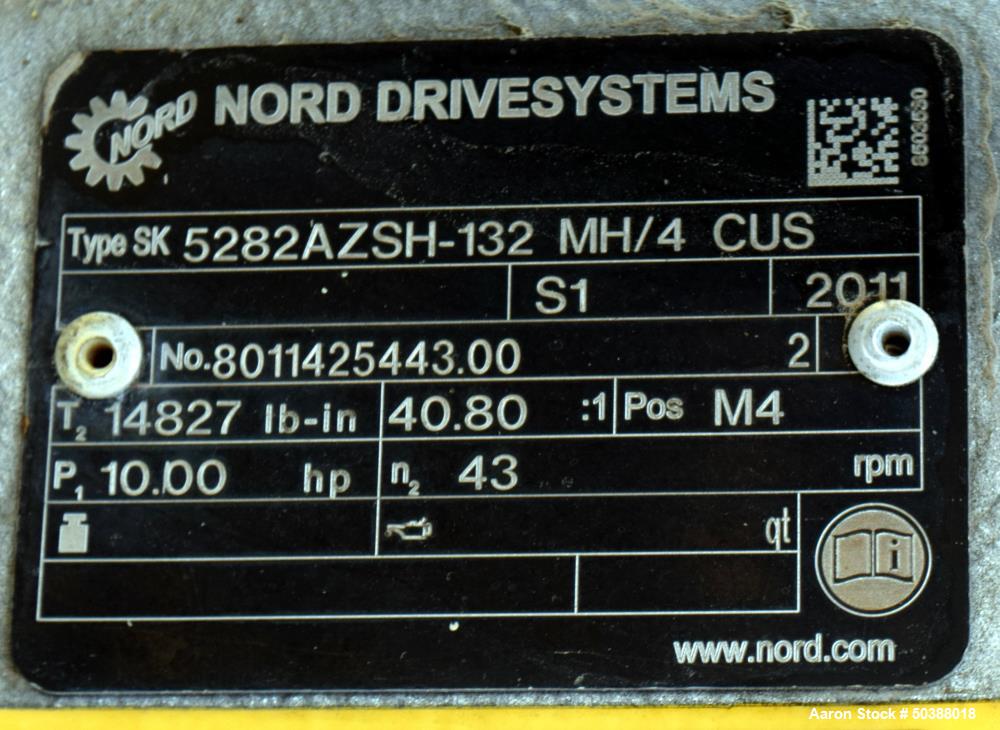 NORD NORD DRIVESYSTEMS
8503530
Type SK 5282AZSH-132 MH/4 CUS
S1 2011
No. 8011425443.00 2
T2 14827 lb-in 40.80 :1 Pos M4
P1 10.00 hp n2 43 rpm
qt
i
www.nord.com
Aaron Stock # 50388018